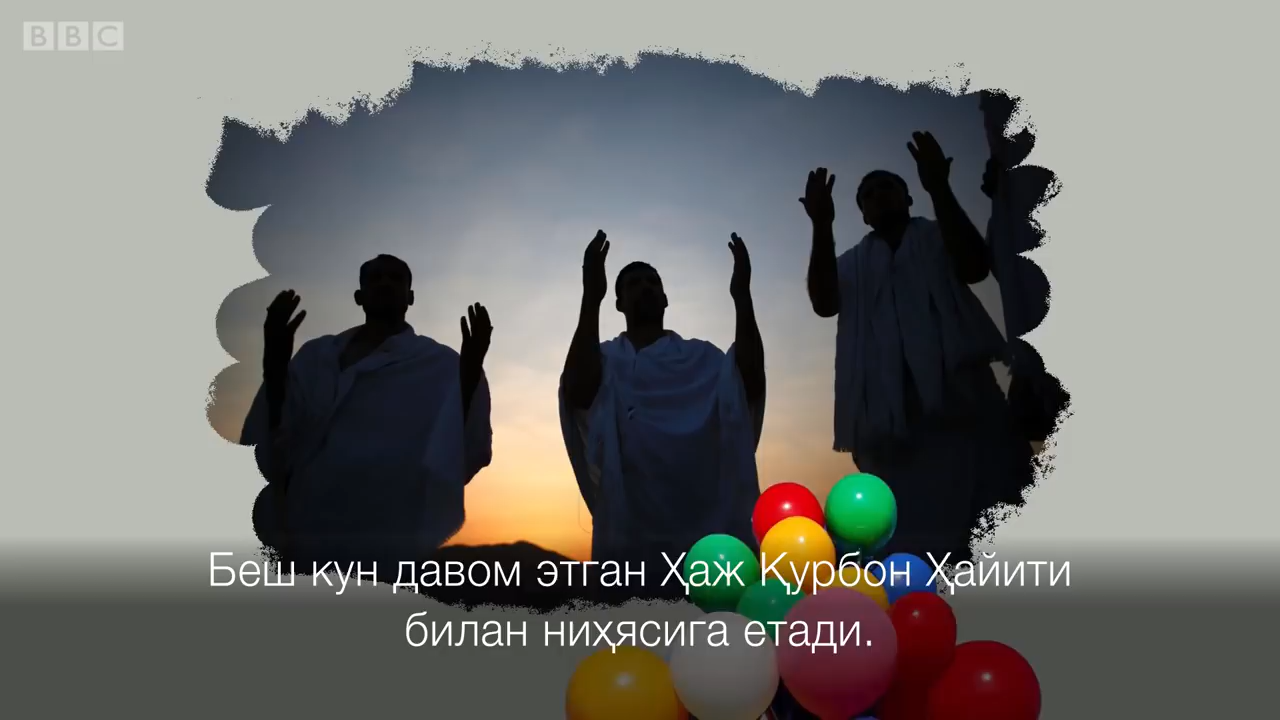 BBC
Беш кун давом этган Ҳаж Қурбон Ҳайити
билан ниҳясига етади.